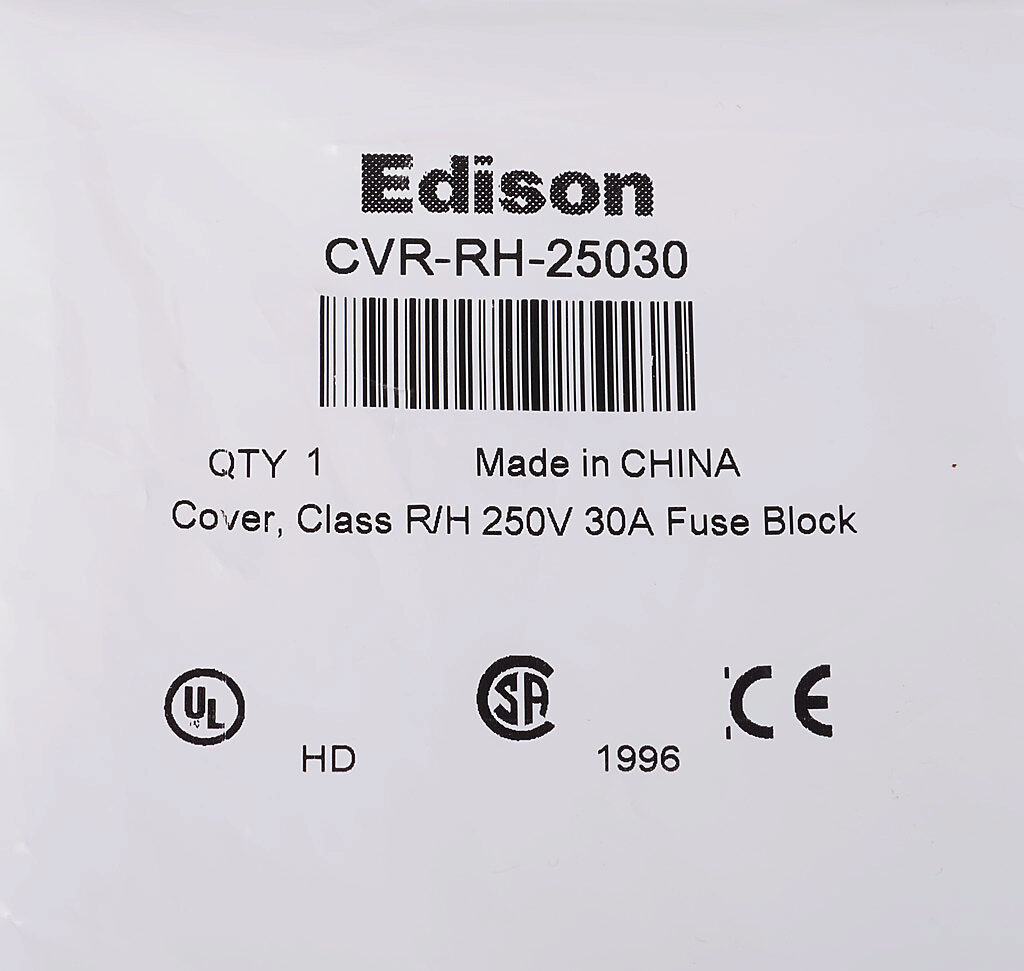 Edison
CVR-RH-25030
QTY 1 Made in CHINA
Cover, Class R/H 250V 30A Fuse Block
UL SA CE
HD 1996